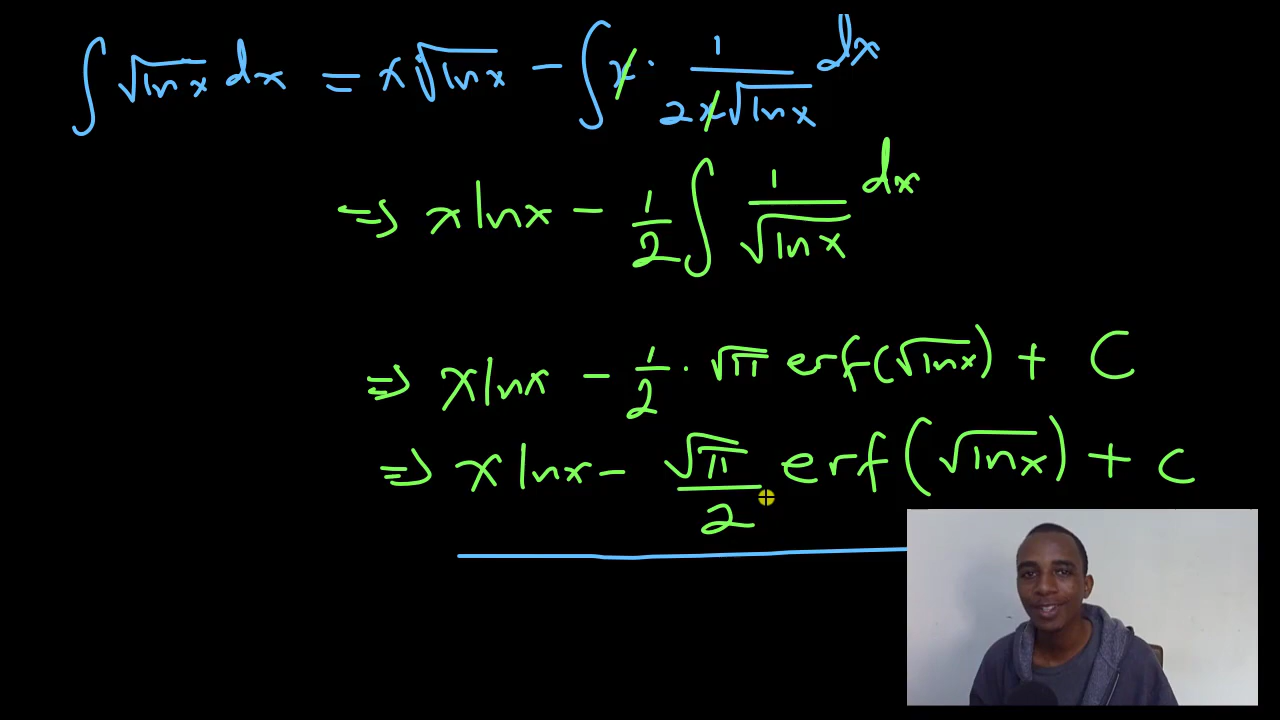 ∫ √ln x dx = x√ln x − ∫ x · 1/(2x√ln x) dx
⇒ x ln x − 1/2 ∫ 1/√ln x dx
⇒ x ln x − 1/2 · √π erf(√ln x) + C
⇒ x ln x − √π/2 erf(√ln x) + C